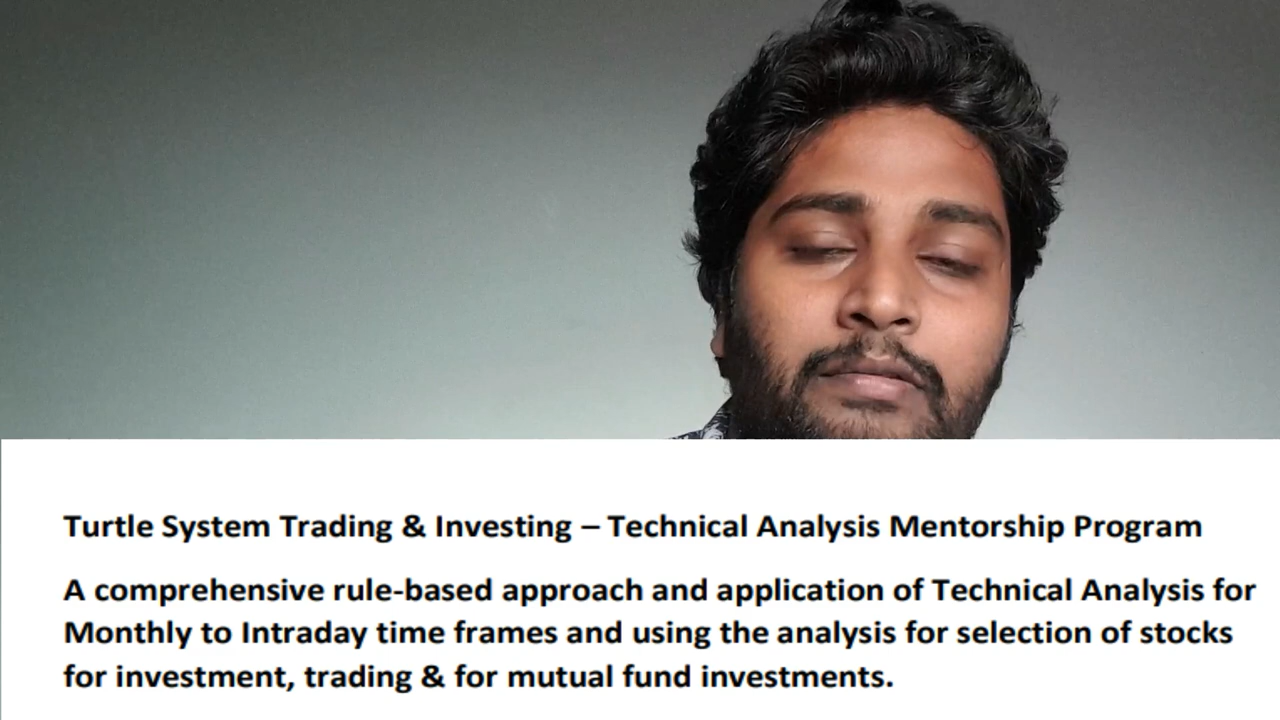 Turtle System Trading & Investing – Technical Analysis Mentorship Program
A comprehensive rule-based approach and application of Technical Analysis for
Monthly to Intraday time frames and using the analysis for selection of stocks
for investment, trading & for mutual fund investments.